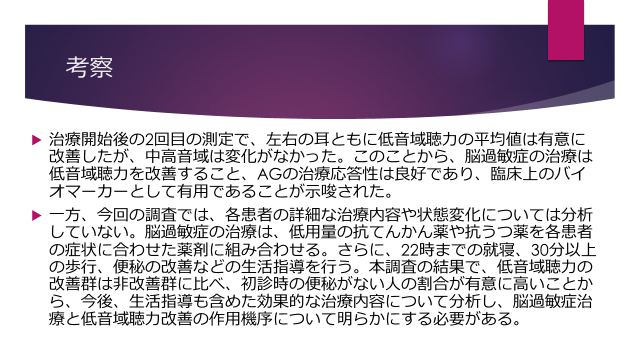 考察
治療開始後の2回目の測定で、左右の耳ともに低音域聴力の平均値は有意に
改善したが、中高音域は変化がなかった。このことから、脳過敏症の治療は
低音域聴力を改善すること、AGの治療応答性は良好であり、臨床上のバイ
オマーカーとして有用であることが示唆された。
一方、今回の調査では、各患者の詳細な治療内容や状態変化については分析
していない。脳過敏症の治療は、低用量の抗てんかん薬や抗うつ薬を各患者
の症状に合わせた薬剤に組み合わせる。さらに、22時までの就寝、30分以上
の歩行、便秘の改善などの生活指導を行う。本調査の結果で、低音域聴力の
改善群は非改善群に比べ、初診時の便秘がない人の割合が有意に高いことか
ら、今後、生活指導も含めた効果的な治療内容について分析し、脳過敏症治
療と低音域聴力改善の作用機序について明らかにする必要がある。